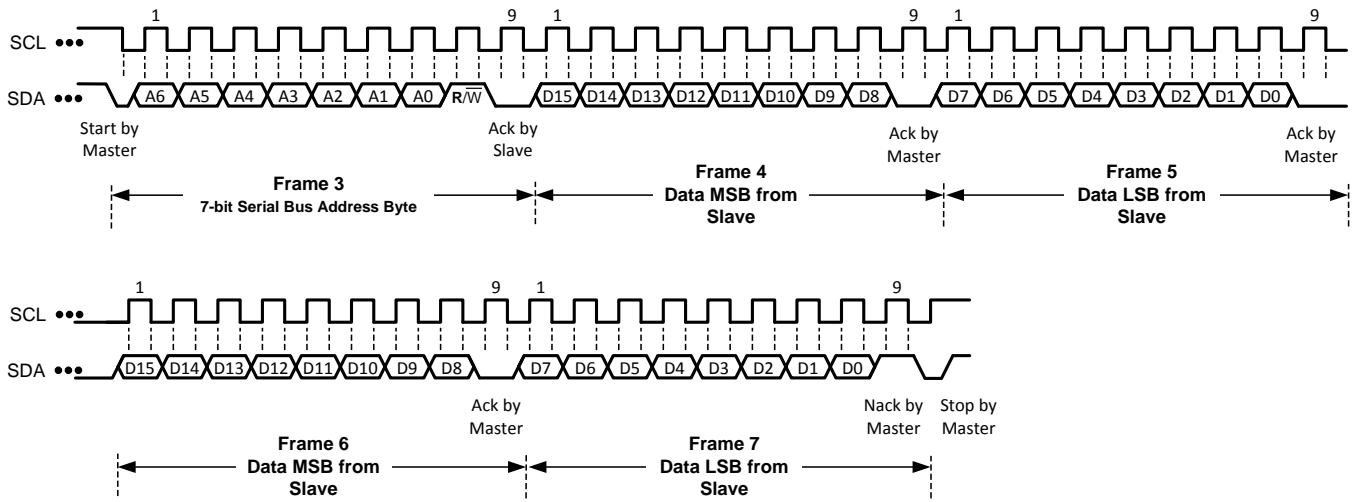 1 9 1 9 1 9
SCL •••
SDA ••• A6 A5 A4 A3 A2 A1 A0 R/W̅ D15 D14 D13 D12 D11 D10 D9 D8 D7 D6 D5 D4 D3 D2 D1 D0
Start by
Master
Ack by
Slave
Ack by
Master
Ack by
Master
Frame 3
7-bit Serial Bus Address Byte
Frame 4
Data MSB from
Slave
Frame 5
Data LSB from
Slave
1 9 1 9
SCL •••
SDA ••• D15 D14 D13 D12 D11 D10 D9 D8 D7 D6 D5 D4 D3 D2 D1 D0
Ack by
Master
Nack by
Master
Stop by
Master
Frame 6
Data MSB from
Slave
Frame 7
Data LSB from
Slave